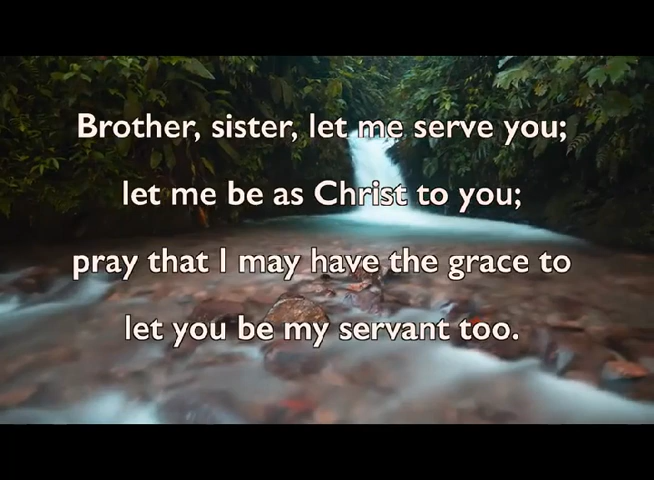 Brother, sister, let me serve you;
let me be as Christ to you;
pray that I may have the grace to
let you be my servant too.